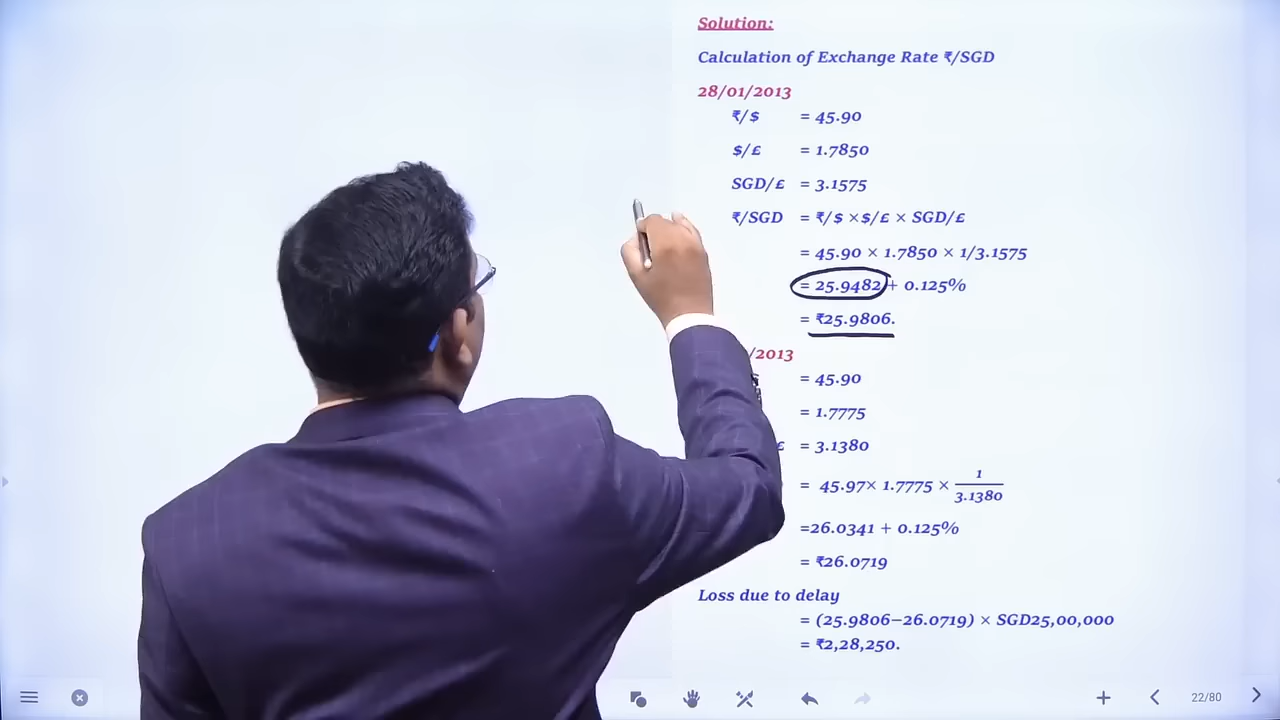 Solution:
Calculation of Exchange Rate ₹/SGD
28/01/2013
₹/$ = 45.90
$/£ = 1.7850
SGD/£ = 3.1575
₹/SGD = ₹/$ ×$/£ × SGD/£
= 45.90 × 1.7850 × 1/3.1575
= 25.9482 + 0.125%
= ₹25.9806.
/2013
= 45.90
= 1.7775
£ = 3.1380
= 45.97× 1.7775 × 1/3.1380
=26.0341 + 0.125%
= ₹26.0719
Loss due to delay
= (25.9806−26.0719) × SGD25,00,000
= ₹2,28,250.
22/80